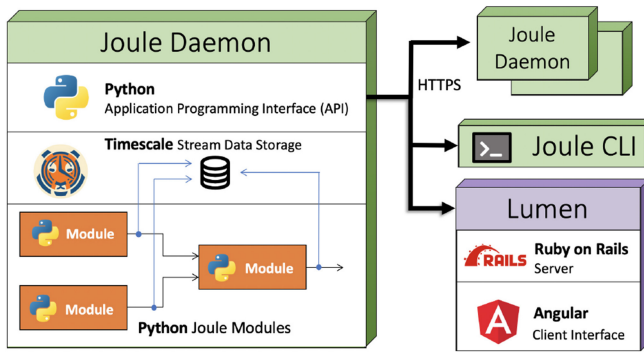 Joule Daemon
Python
Application Programming Interface (API)
Timescale Stream Data Storage
Module
Module
Module
Python Joule Modules
HTTPS
Joule
Daemon
>_
Joule CLI
Lumen
RAILS
Ruby on Rails
Server
A
Angular
Client Interface